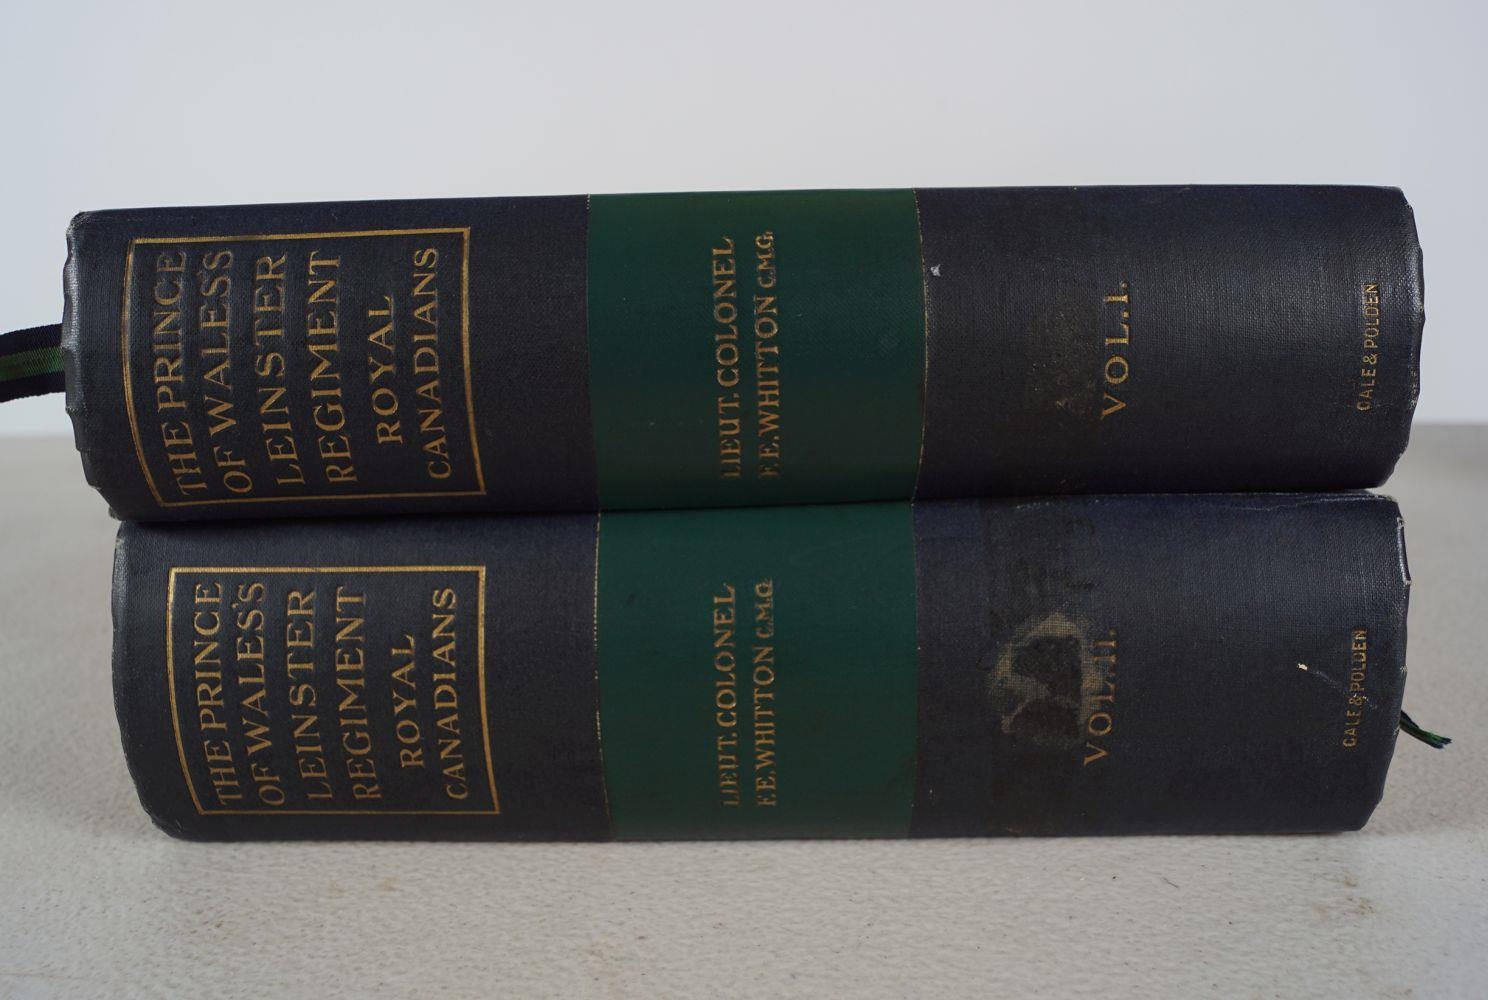 THE PRINCE
OF WALES'S
LEINSTER
REGIMENT
ROYAL
CANADIANS
LIEUT. COLONEL
F.E. WHITTON C.M.G.
VOL. I.
GALE & POLDEN
THE PRINCE
OF WALES'S
LEINSTER
REGIMENT
ROYAL
CANADIANS
LIEUT. COLONEL
F.E. WHITTON C.M.G.
VOL. II.
GALE & POLDEN